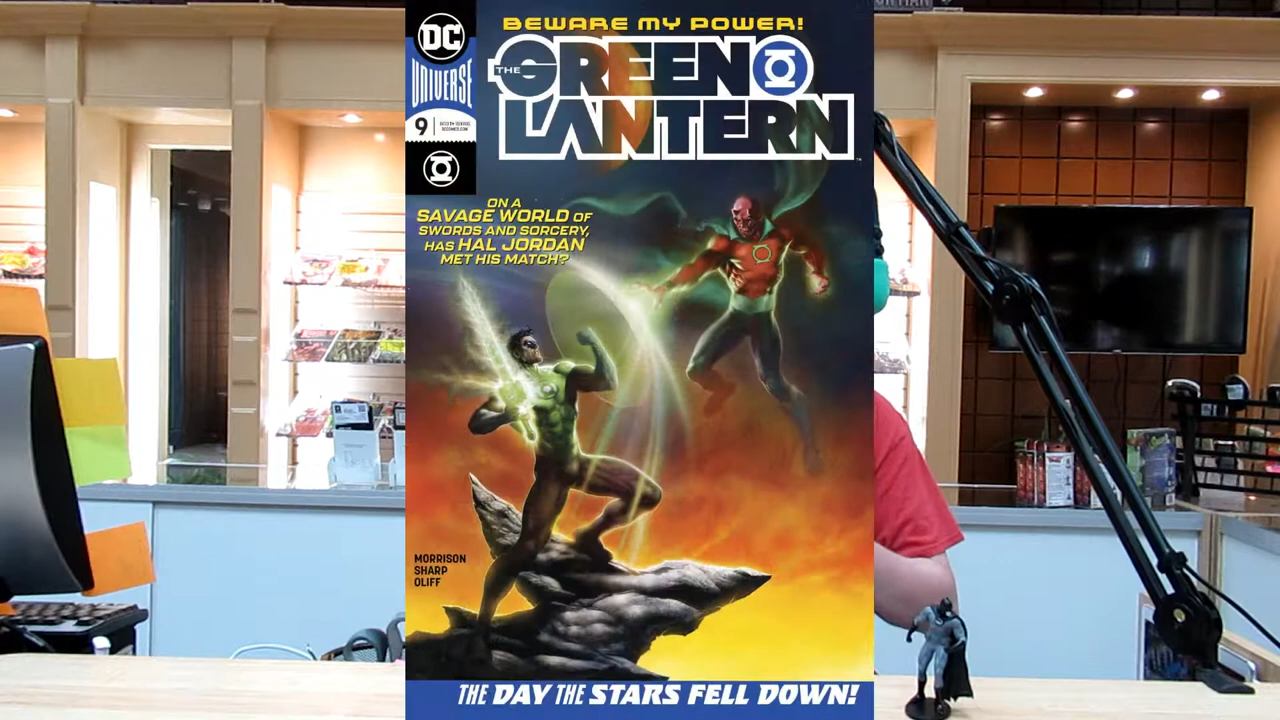 BEWARE MY POWER!
DC
UNIVERSE
THE
GREEN
LANTERN
9
ON A
SAVAGE WORLD OF
SWORDS AND SORCERY,
HAS HAL JORDAN
MET HIS MATCH?
MORRISON
SHARP
OLIFF
THE DAY THE STARS FELL DOWN!